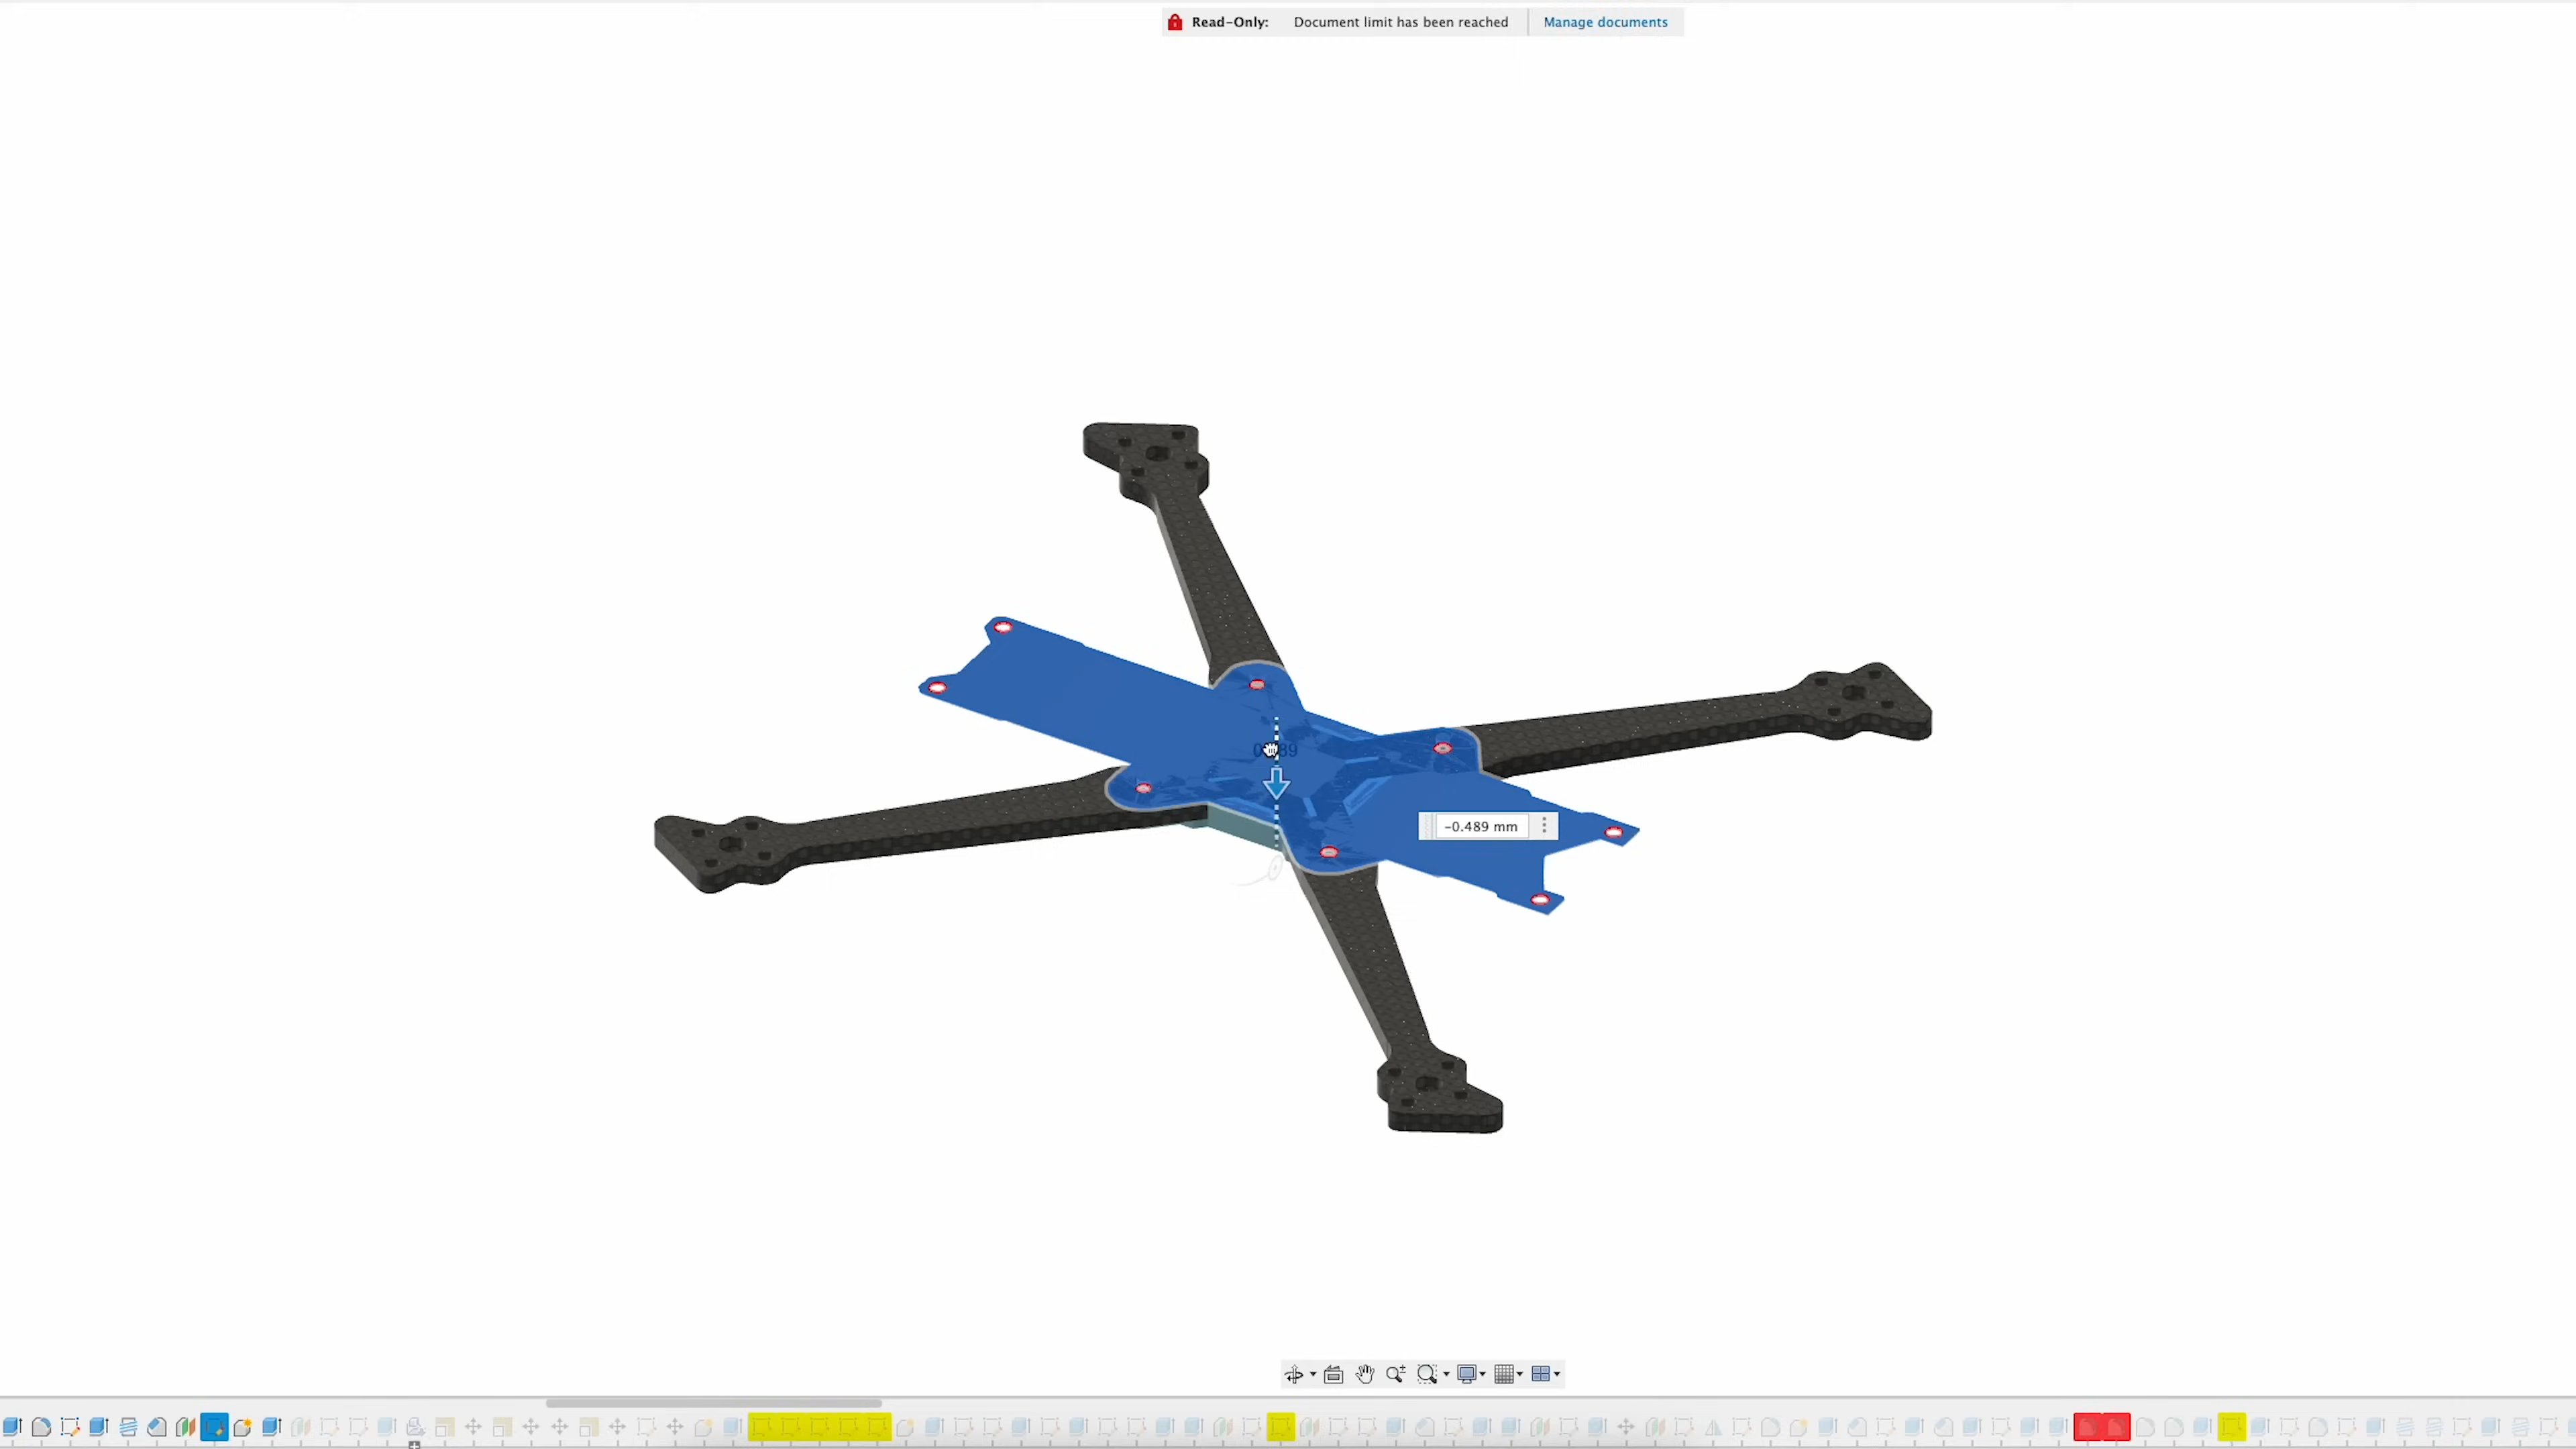 Read-Only: Document limit has been reached Manage documents
-0.489 mm